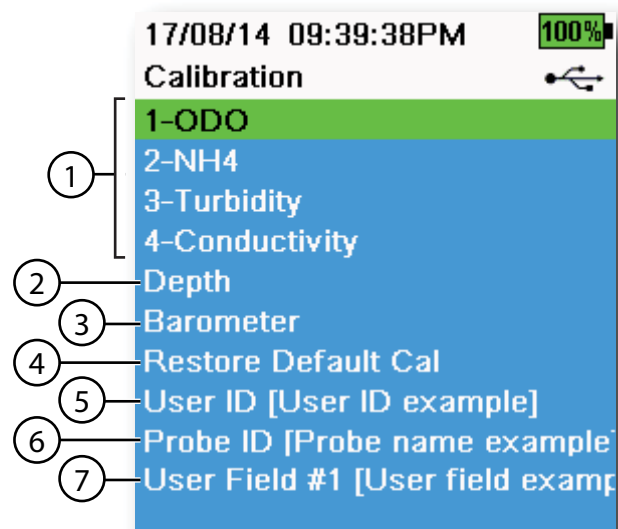 17/08/14 09:39:38PM 100%
Calibration
1-ODO
2-NH4
1
3-Turbidity
4-Conductivity
2 Depth
3 Barometer
4 Restore Default Cal
5 User ID [User ID example]
6 Probe ID [Probe name example
7 User Field #1 [User field examp